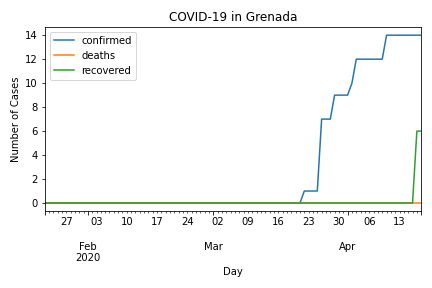 COVID-19 in Grenada
confirmed
deaths
recovered
Number of Cases
14
12
10
8
6
4
2
0
27 03 10 17 24 02 09 16 23 30 06 13
Feb Mar Apr
2020
Day